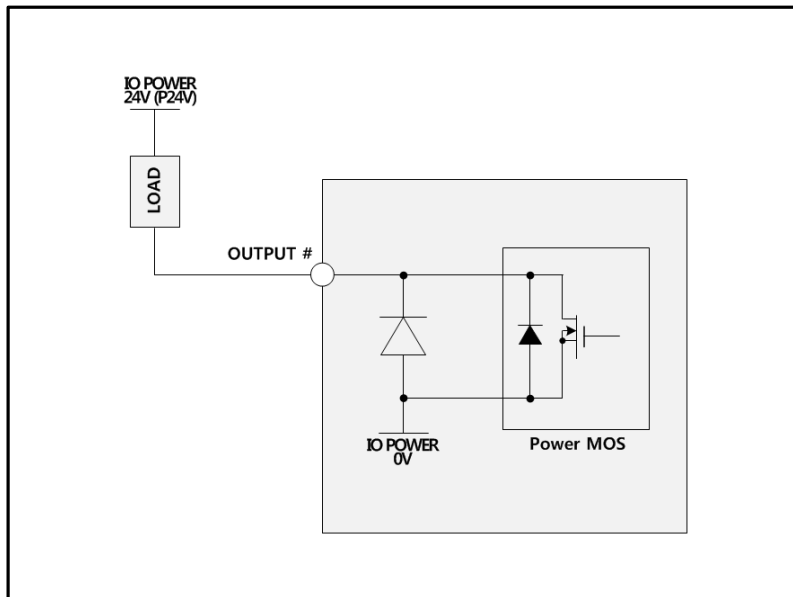 IO POWER
24V (P24V)
LOAD
OUTPUT #
IO POWER
0V
Power MOS